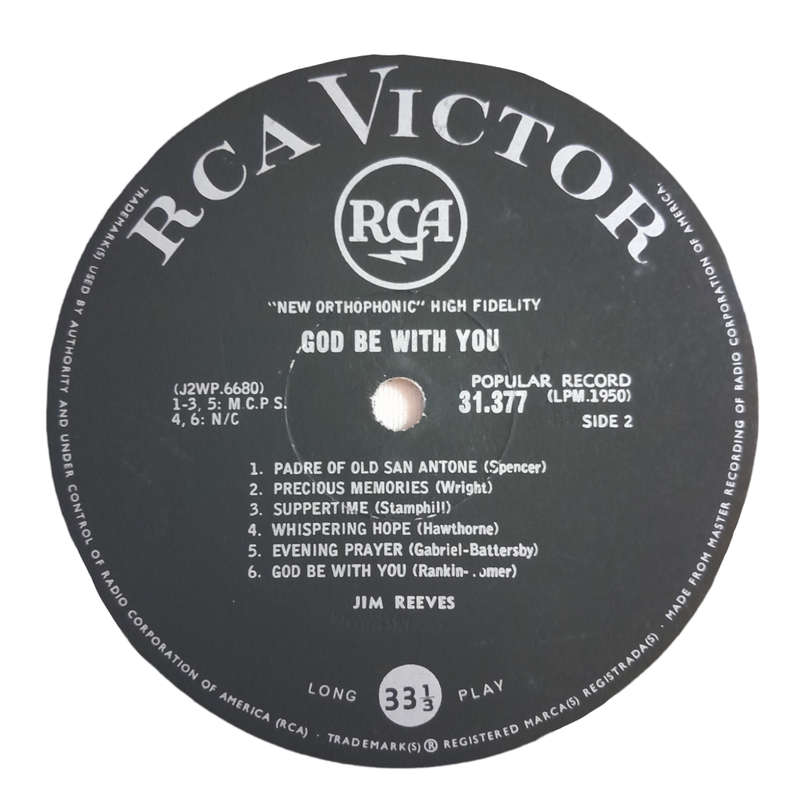 RCA VICTOR
RCA
"NEW ORTHOPHONIC" HIGH FIDELITY
GOD BE WITH YOU
(J2WP.6680)
1-3, 5: M.C.P S.
4, 6: N/C
POPULAR RECORD
31.377 (LPM.1950)
SIDE 2
1. PADRE OF OLD SAN ANTONE (Spencer)
2. PRECIOUS MEMORIES (Wright)
3. SUPPERTIME (Stamphill)
4. WHISPERING HOPE (Hawthorne)
5. EVENING PRAYER (Gabriel-Battersby)
6. GOD BE WITH YOU (Rankin-
JIM REEVES
LONG 33 1/3 PLAY
TRADEMARK(S) USED BY AUTHORITY AND UNDER CONTROL OF RADIO CORPORATION OF AMERICA (RCA) · TRADEMARK(S) ® REGISTERED MARCA(S) REGISTRADA(S) · MADE FROM MASTER RECORDING OF RADIO CORPORATION OF AMERICA.